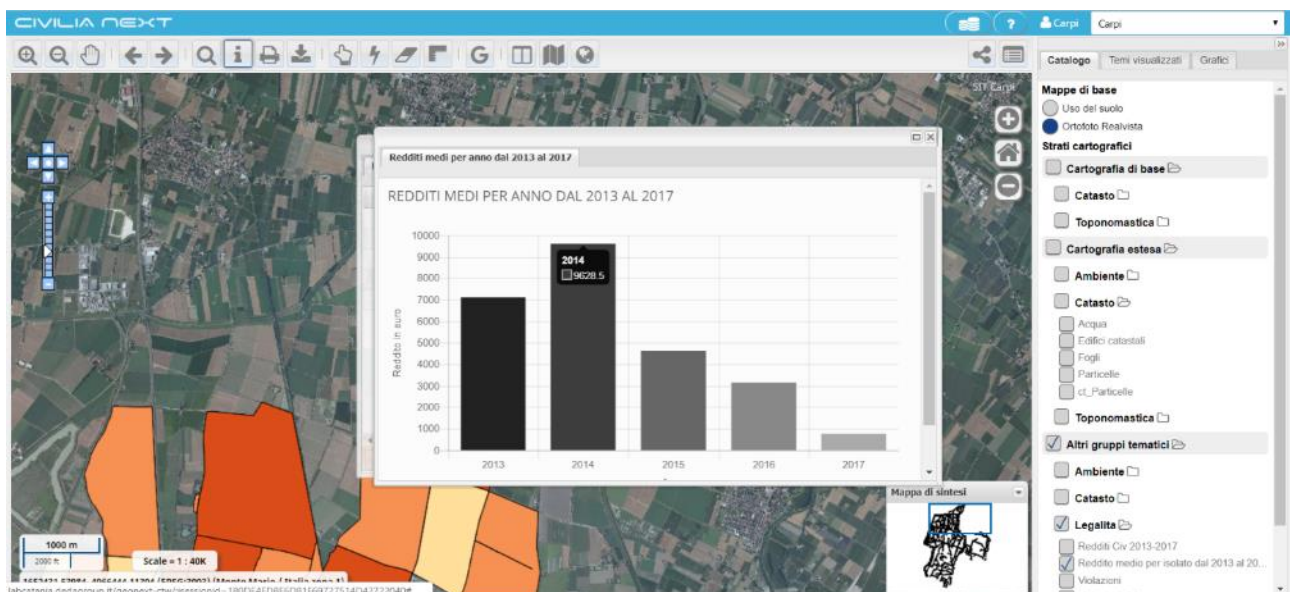 CIVILIA NEXT
?
Carpi
Carpi
i
G
Catalogo
Temi visualizzati
Grafici
Mappe di base
Uso del suolo
Ortofoto Realvista
Strati cartografici
Cartografia di base
Catasto
Toponomastica
Cartografia estesa
Ambiente
Catasto
Acqua
Edifici catastali
Fogli
Particelle
ct_Particelle
Toponomastica
Altri gruppi tematici
Ambiente
Catasto
Legalita
Redditi Civ 2013-2017
Reddito medio per isolato dal 2013 al 20...
Violazioni
Carpi
Redditi medi per anno dal 2013 al 2017
REDDITI MEDI PER ANNO DAL 2013 AL 2017
Reddito in euro
10000
9000
8000
7000
6000
5000
4000
3000
2000
1000
0
2014
9628.5
2013
2014
2015
2016
2017
Mappa di sintesi
1000 m
2000 ft
Scale = 1 : 40K
(Monte Mario / Italia zona 1)